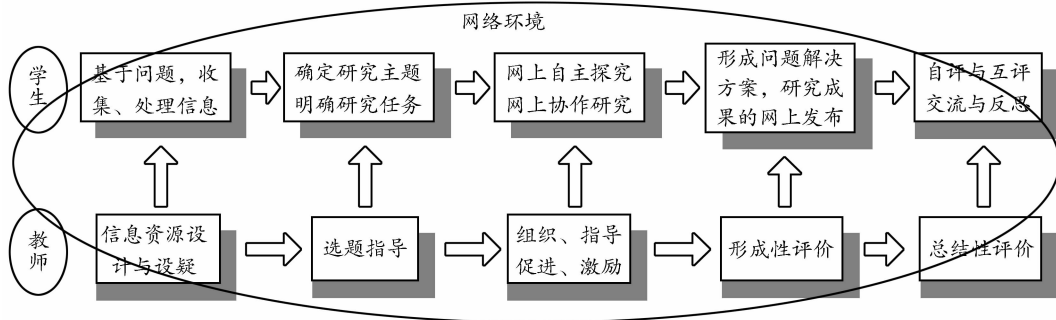 网络环境
学
生
基于问题，收
集、处理信息
确定研究主题
明确研究任务
网上自主探究
网上协作研究
形成问题解决
方案，研究成
果的网上发布
自评与互评
交流与反思
教
师
信息资源设
计与设疑
选题指导
组织、指导
促进、激励
形成性评价
总结性评价